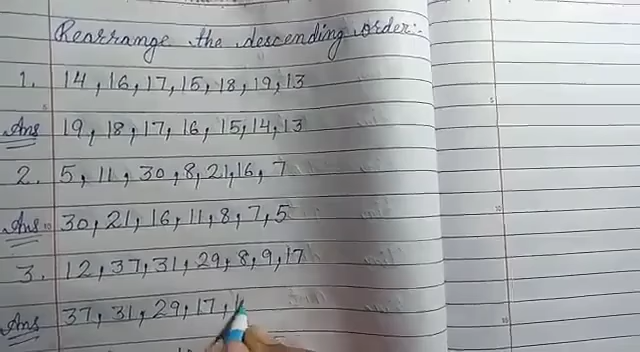 Rearrange the descending order:-
1. 14, 16, 17, 15, 18, 19, 13
Ans 19, 18, 17, 16, 15, 14, 13
2. 5, 11, 30, 8, 21, 16, 7
Ans 30, 21, 16, 11, 8, 7, 5
3. 12, 37, 31, 29, 8, 9, 17
Ans 37, 31, 29, 17, 1